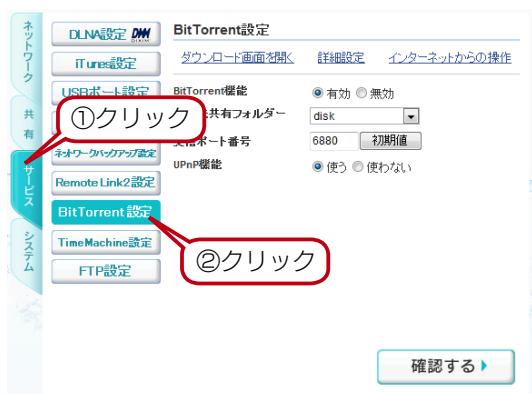 ネットワーク
共有
サービス
システム
DLNA設定
iTunes設定
USBポート設定
ネットワークバックアップ設定
Remote Link2設定
BitTorrent設定
TimeMachine設定
FTP設定
①クリック
②クリック
BitTorrent設定
ダウンロード画面を開く 詳細設定 インターネットからの操作
BitTorrent機能 有効 無効
共有フォルダー disk
ポート番号 6880 初期値
UPnP機能 使う 使わない
確認する